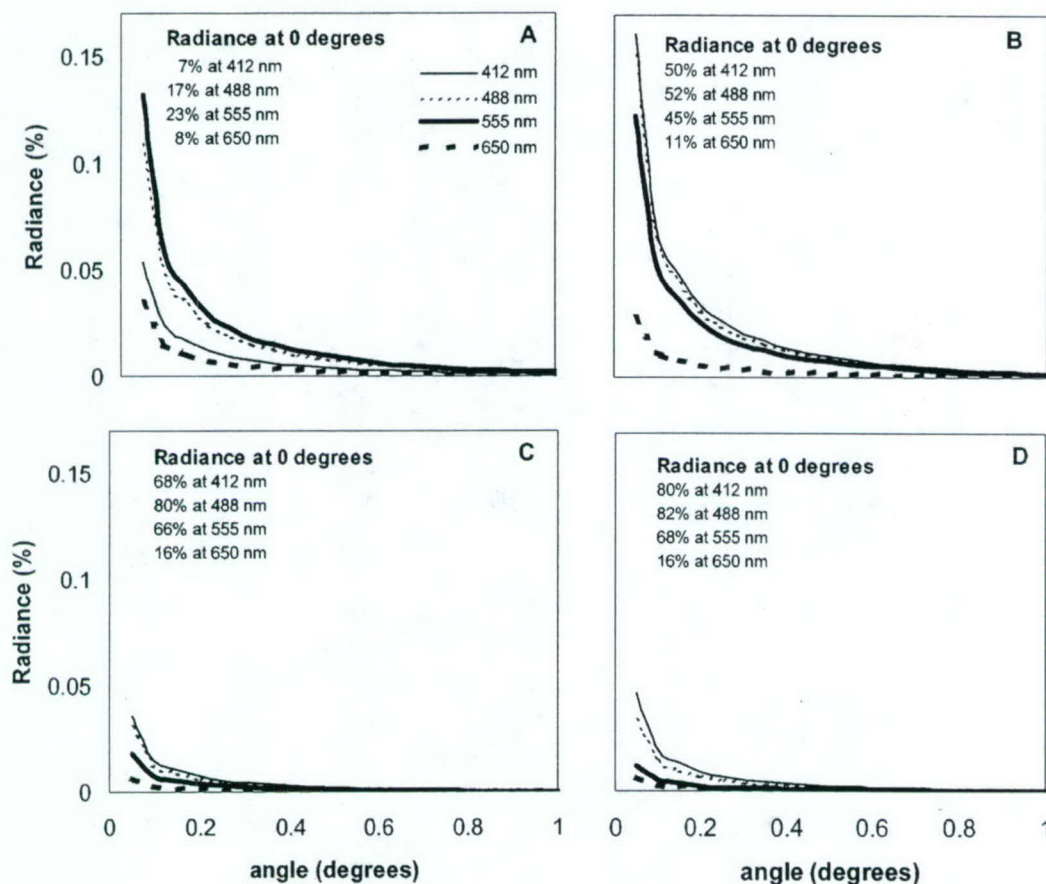 A
Radiance at 0 degrees
7% at 412 nm
17% at 488 nm
23% at 555 nm
8% at 650 nm
412 nm
488 nm
555 nm
650 nm
Radiance (%)
0.15
0.1
0.05
0
B
Radiance at 0 degrees
50% at 412 nm
52% at 488 nm
45% at 555 nm
11% at 650 nm
C
Radiance at 0 degrees
68% at 412 nm
80% at 488 nm
66% at 555 nm
16% at 650 nm
Radiance (%)
0.15
0.1
0.05
0
0 0.2 0.4 0.6 0.8 1
angle (degrees)
D
Radiance at 0 degrees
80% at 412 nm
82% at 488 nm
68% at 555 nm
16% at 650 nm
0 0.2 0.4 0.6 0.8 1
angle (degrees)